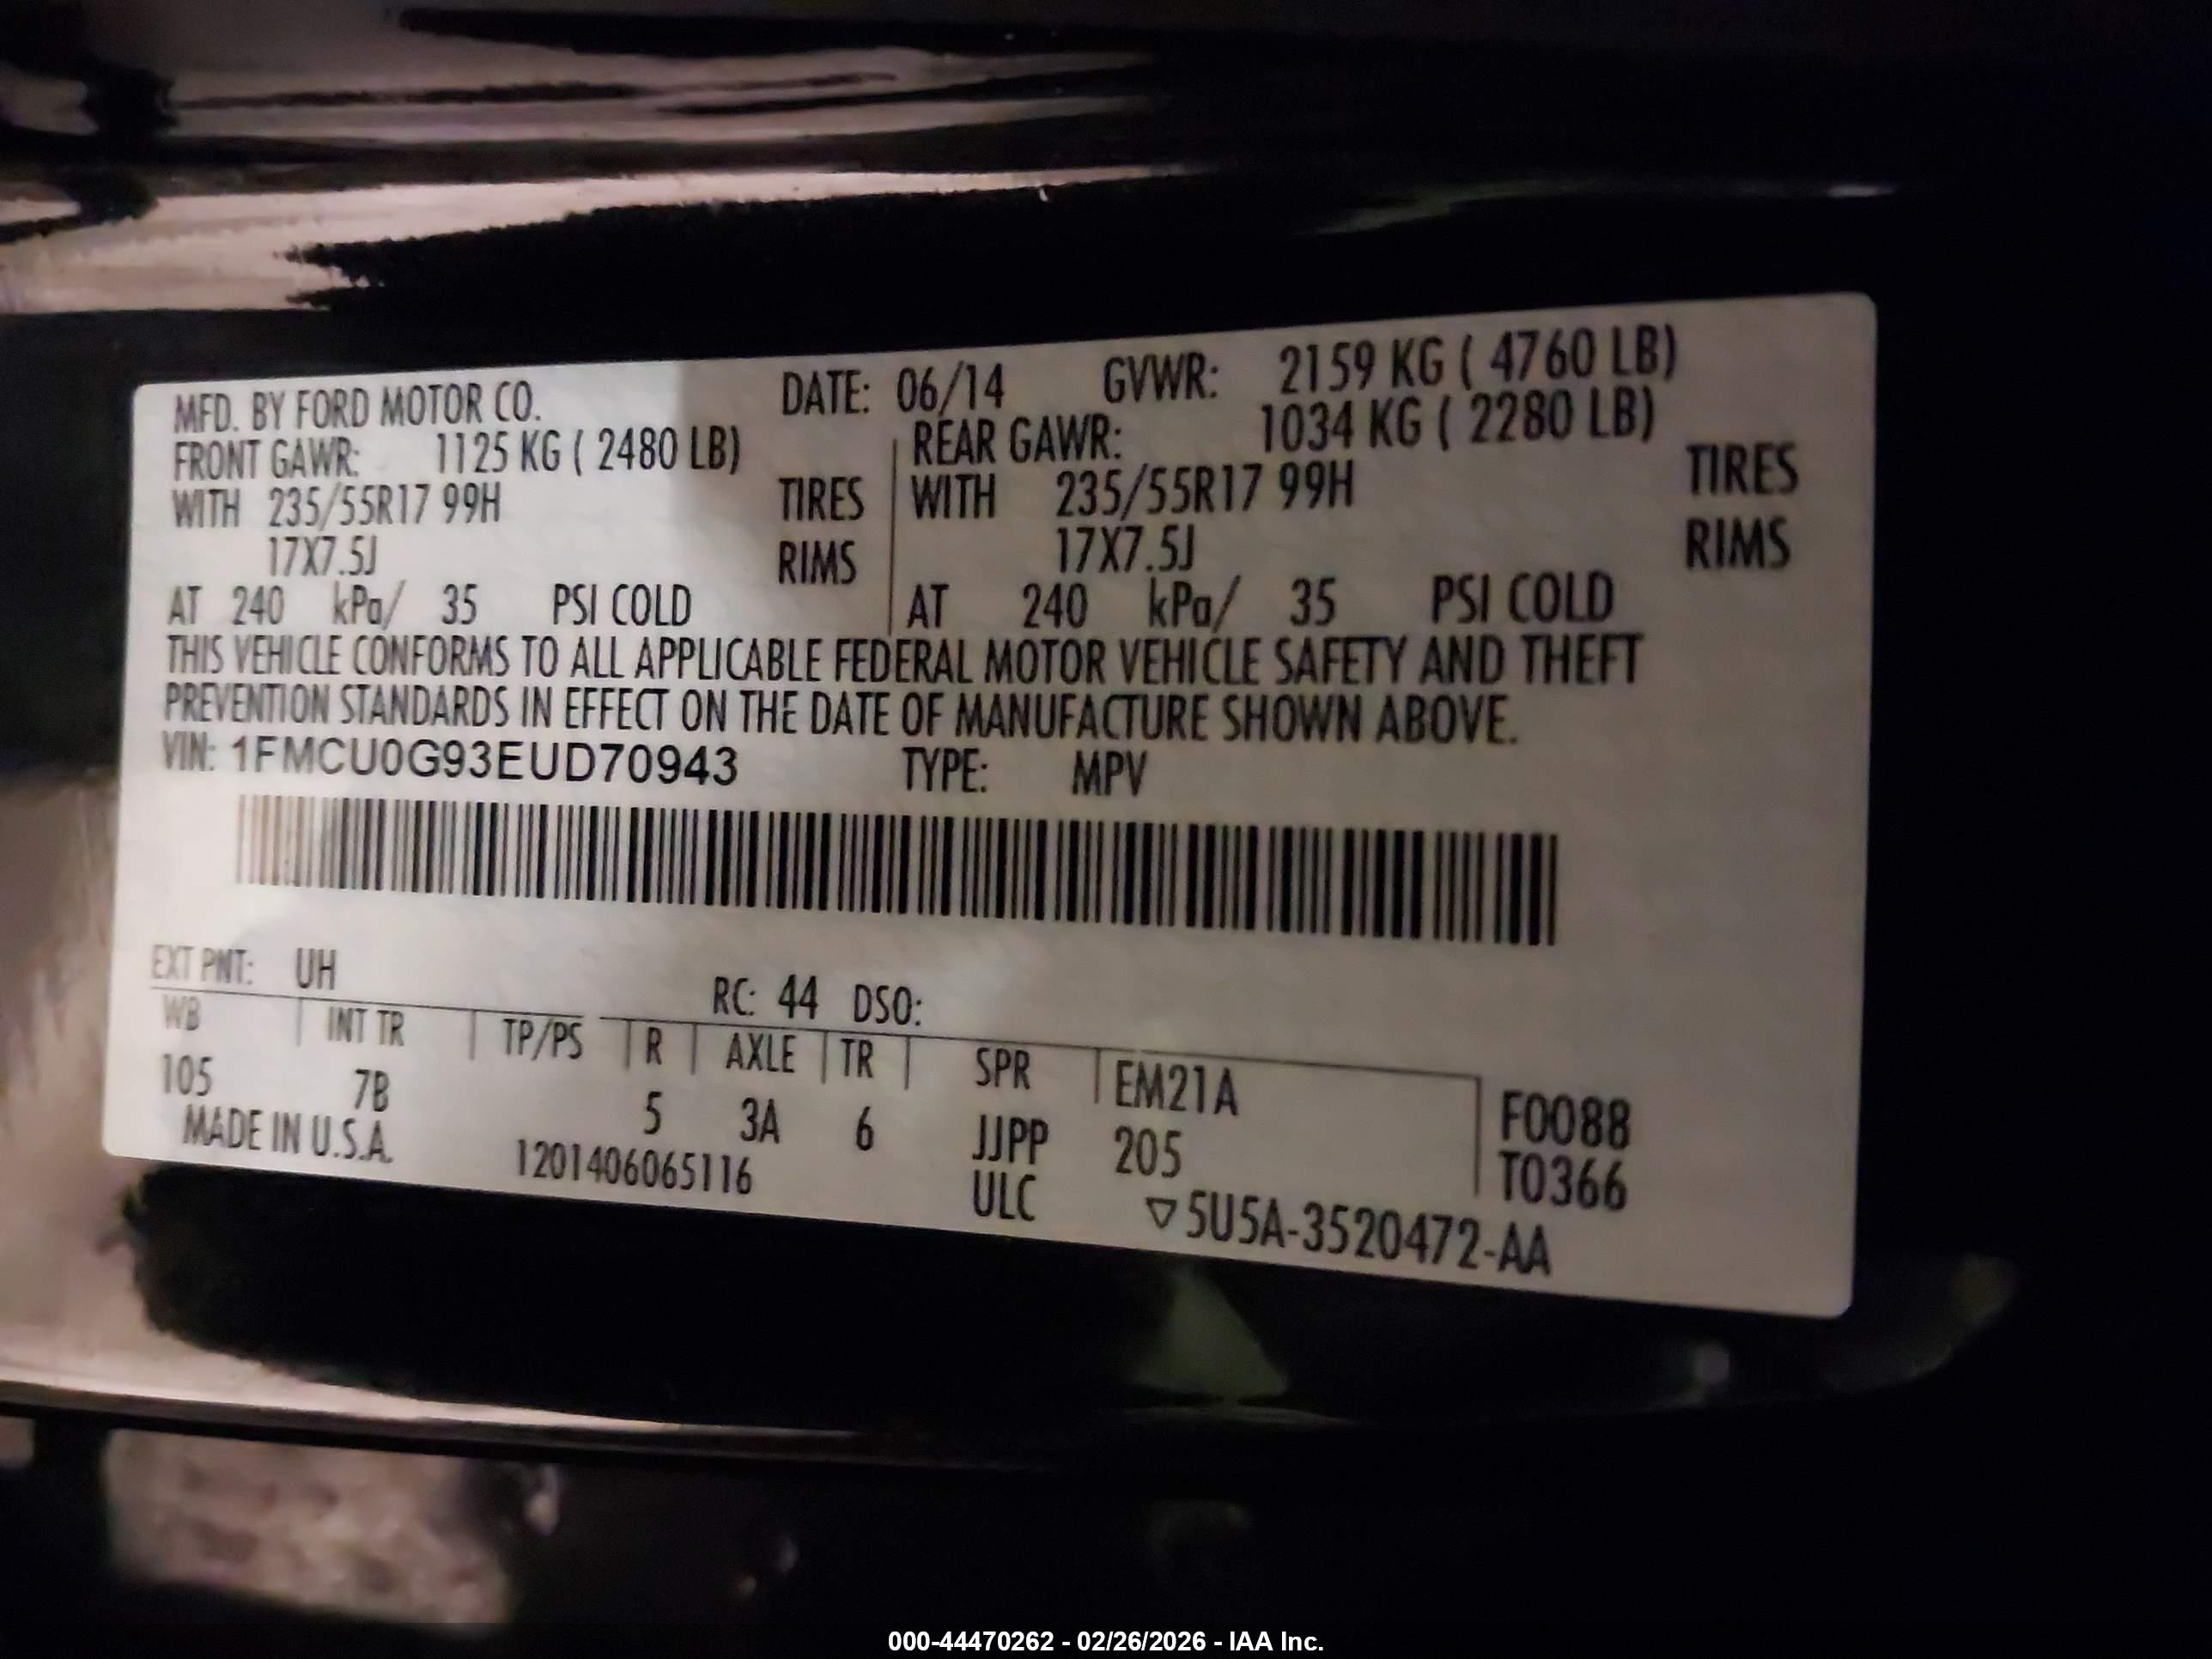 MFD. BY FORD MOTOR CO. DATE: 06/14 GVWR: 2159 KG ( 4760 LB)
FRONT GAWR: 1125 KG ( 2480 LB) REAR GAWR: 1034 KG ( 2280 LB)
WITH 235/55R17 99H TIRES WITH 235/55R17 99H TIRES
17X7.5J RIMS 17X7.5J RIMS
AT 240 kPa/ 35 PSI COLD AT 240 kPa/ 35 PSI COLD
THIS VEHICLE CONFORMS TO ALL APPLICABLE FEDERAL MOTOR VEHICLE SAFETY AND THEFT
PREVENTION STANDARDS IN EFFECT ON THE DATE OF MANUFACTURE SHOWN ABOVE.
VIN: 1FMCU0G93EUD70943 TYPE: MPV
EXT PNT: UH RC: 44 DSO:
WB INT TR TP/PS R AXLE TR SPR EM21A F0088
105 7B 5 3A 6 JJPP 205 T0366
MADE IN U.S.A. 1201406065116 ULC ▽5U5A-3520472-AA
000-44470262 - 02/26/2026 - IAA Inc.